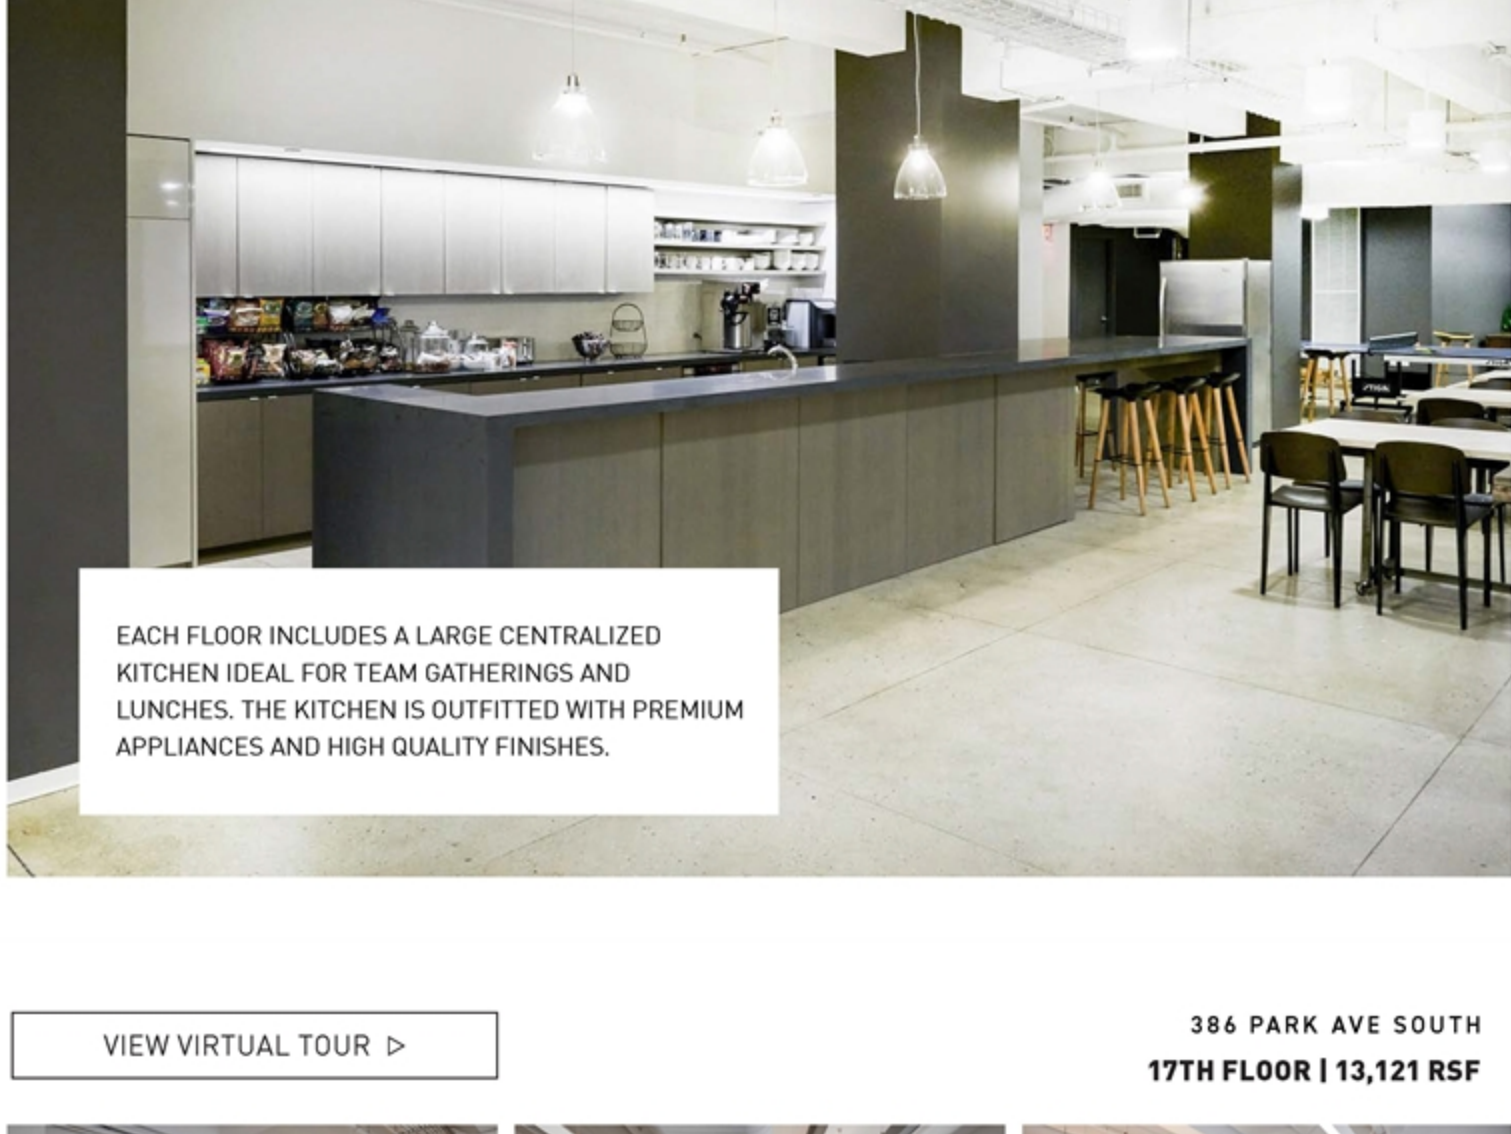 EACH FLOOR INCLUDES A LARGE CENTRALIZED
KITCHEN IDEAL FOR TEAM GATHERINGS AND
LUNCHES. THE KITCHEN IS OUTFITTED WITH PREMIUM
APPLIANCES AND HIGH QUALITY FINISHES.
VIEW VIRTUAL TOUR
386 PARK AVE SOUTH
17TH FLOOR | 13,121 RSF